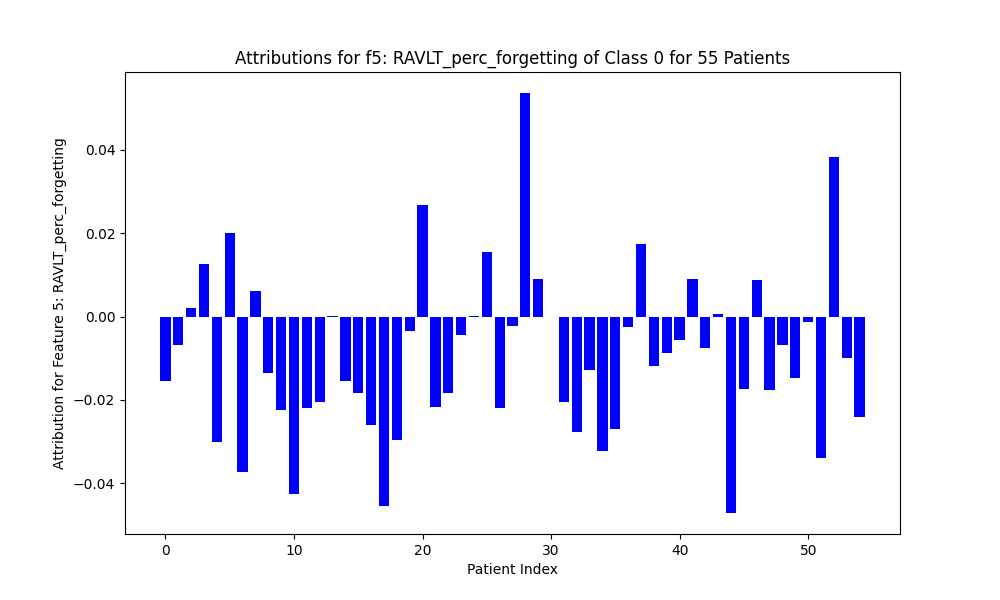 Attributions for f5: RAVLT_perc_forgetting of Class 0 for 55 Patients
Attribution for Feature 5: RAVLT_perc_forgetting
0.04
0.02
0.00
−0.02
−0.04
0 10 20 30 40 50
Patient Index